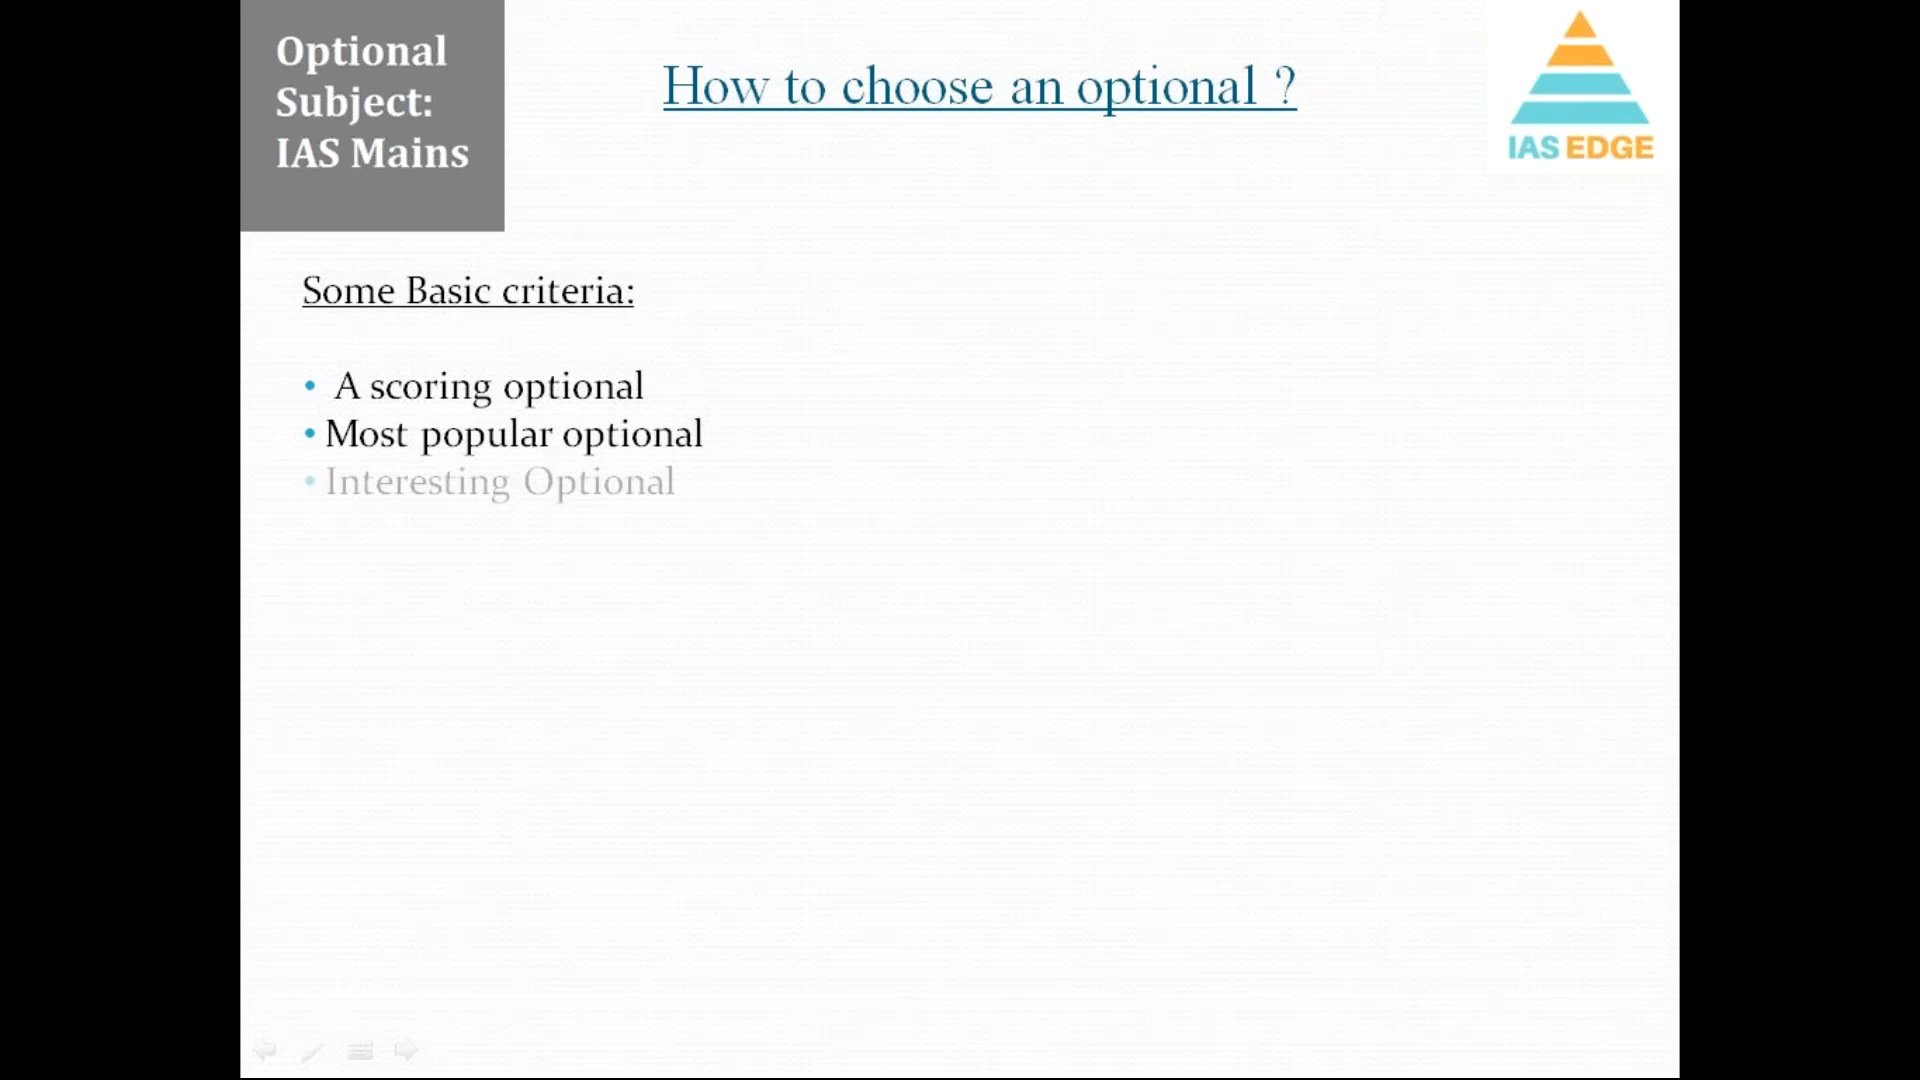 Optional
Subject:
IAS Mains
How to choose an optional ?
IAS EDGE
Some Basic criteria:
• A scoring optional
• Most popular optional
• Interesting Optional